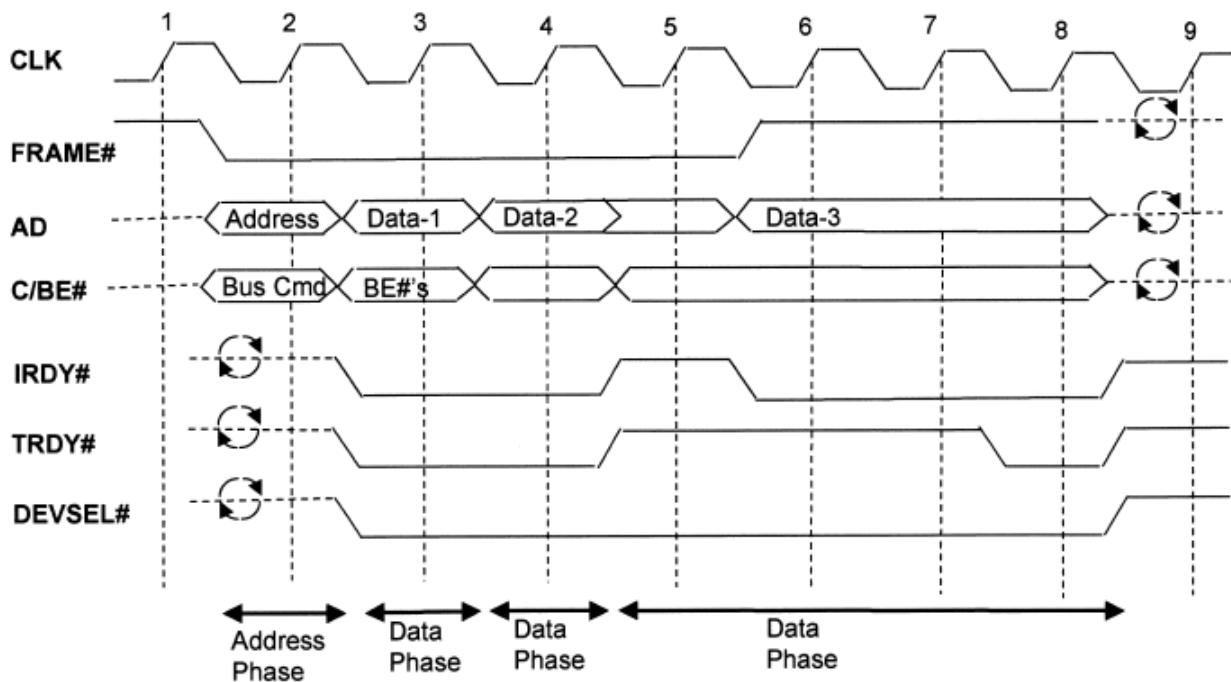 1 2 3 4 5 6 7 8 9
CLK
FRAME#
AD Address Data-1 Data-2 Data-3
C/BE# Bus Cmd BE#'s
IRDY#
TRDY#
DEVSEL#
Address Phase
Data Phase
Data Phase
Data Phase